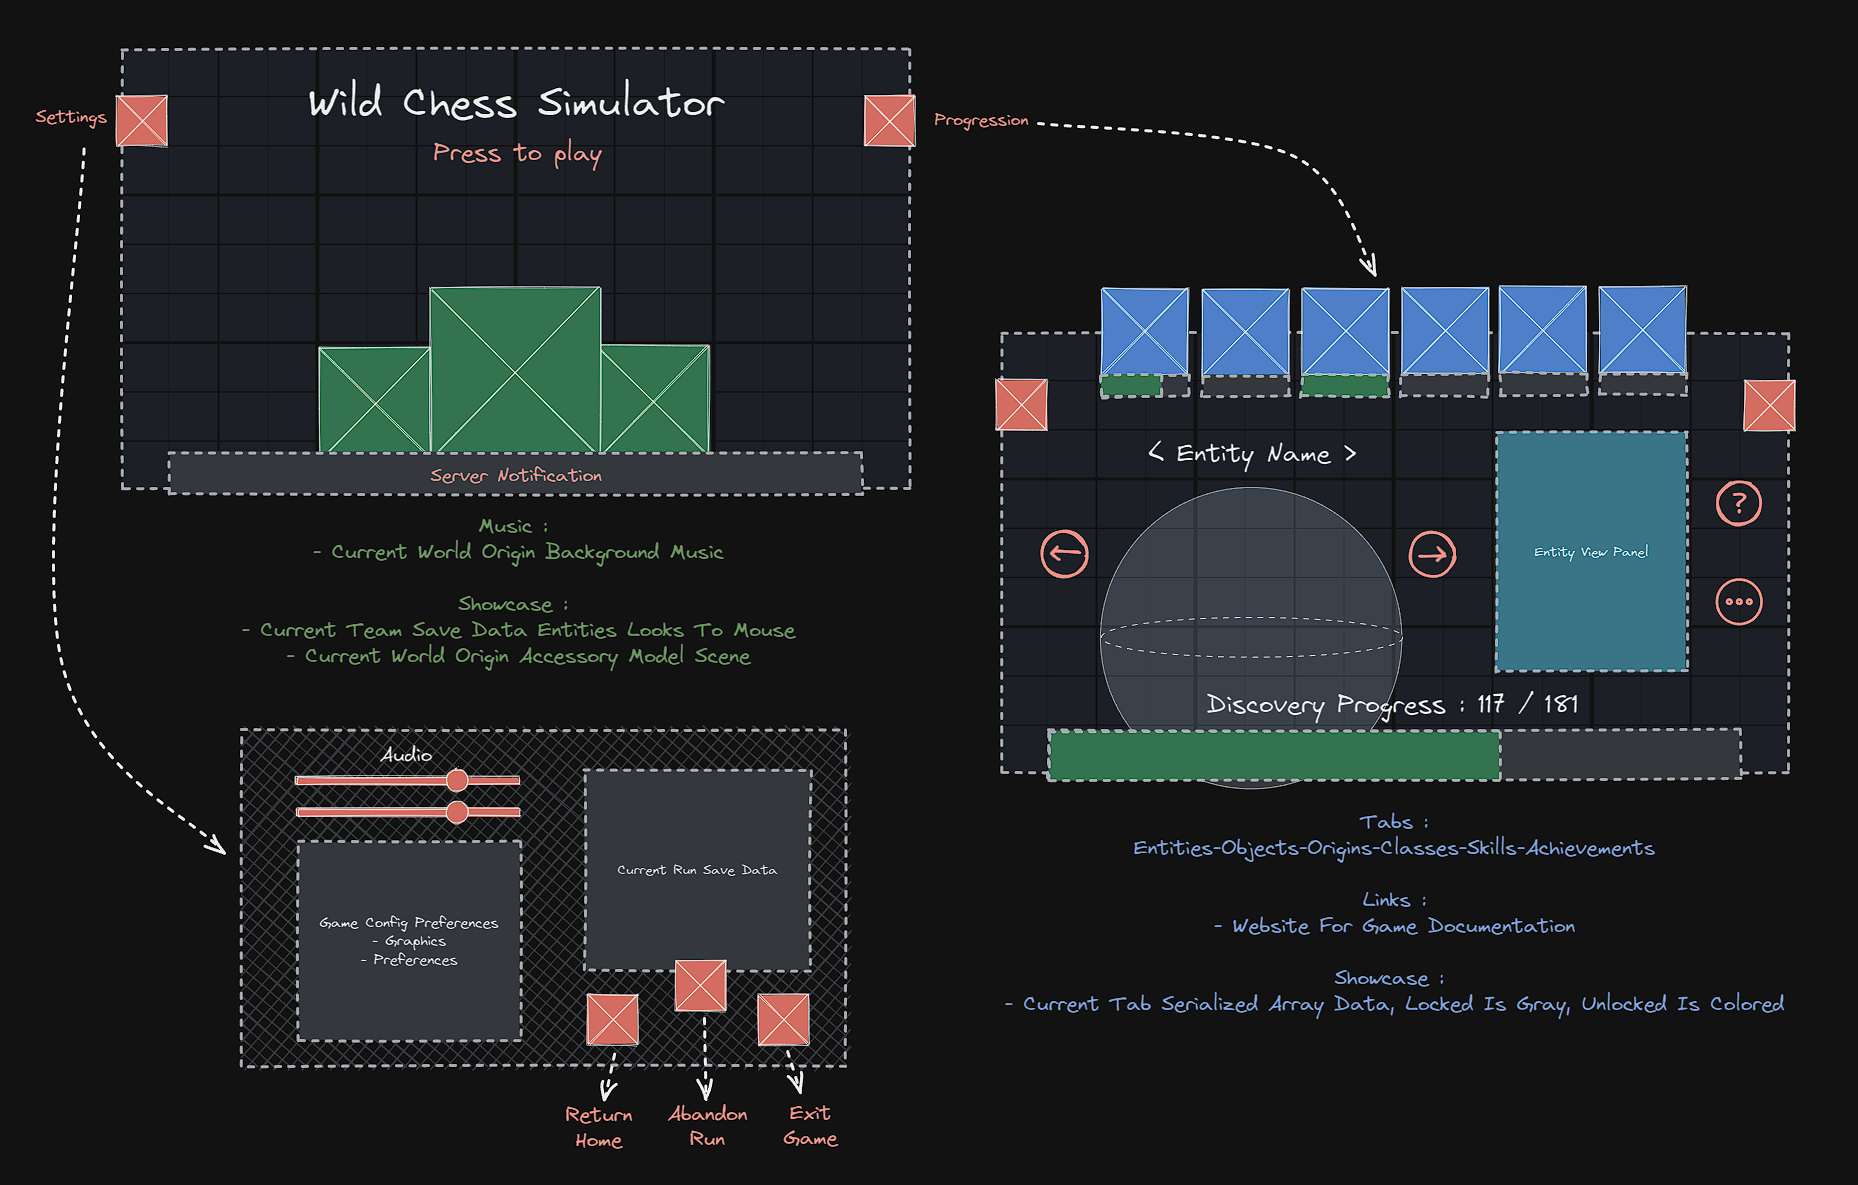 Settings
Wild Chess Simulator
Press to play
Progression
Server Notification
Music :
- Current World Origin Background Music
Showcase :
- Current Team Save Data Entities Looks To Mouse
- Current World Origin Accessory Model Scene
< Entity Name >
Entity View Panel
?
Discovery Progress : 117 / 181
Tabs :
Entities-Objects-Origins-Classes-Skills-Achievements
Links :
- Website For Game Documentation
Showcase :
- Current Tab Serialized Array Data, Locked Is Gray, Unlocked Is Colored
Audio
Game Config Preferences
- Graphics
- Preferences
Current Run Save Data
Return
Home
Abandon
Run
Exit
Game